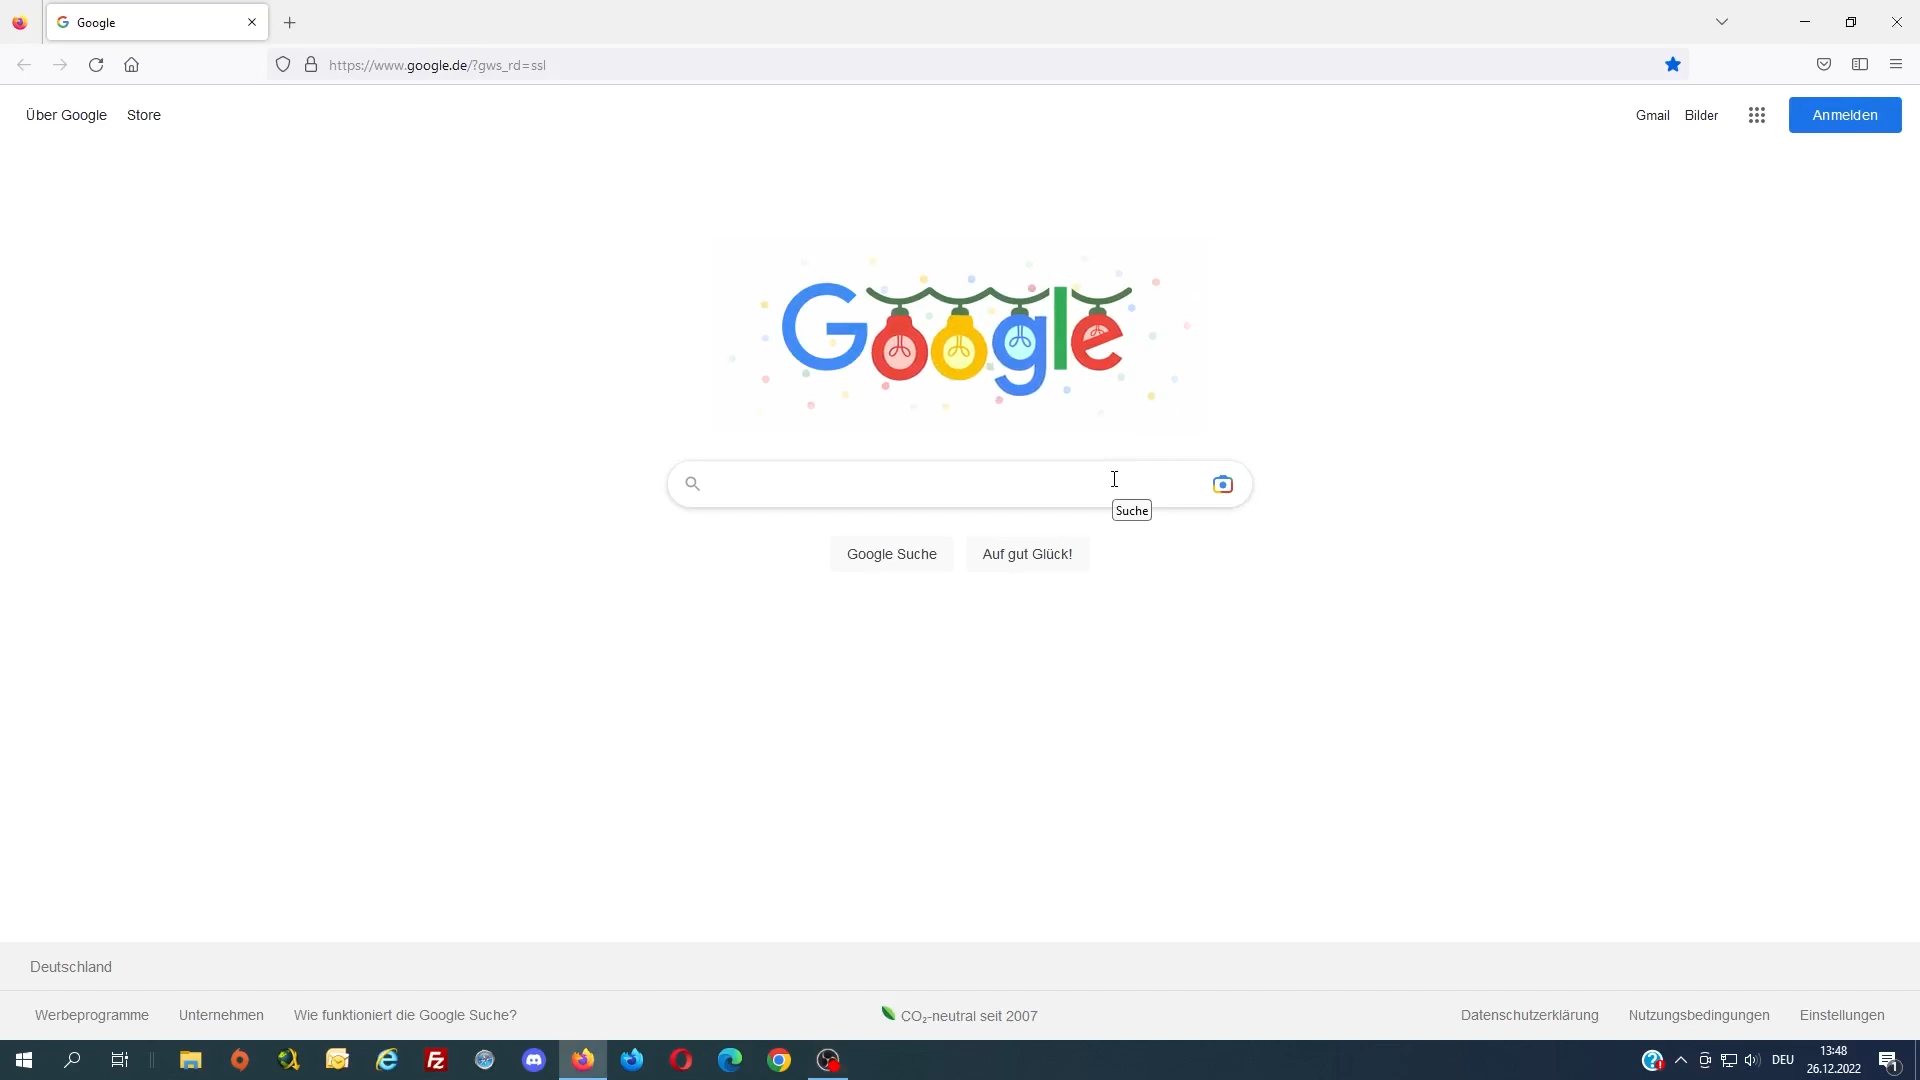 Google
https://www.google.de/?gws_rd=ssl
Über Google Store
Gmail Bilder Anmelden
Google
Suche
Google Suche Auf gut Glück!
Deutschland
Werbeprogramme Unternehmen Wie funktioniert die Google Suche? CO₂-neutral seit 2007 Datenschutzerklärung Nutzungsbedingungen Einstellungen
Fz DEU 13:48
26.12.2022 1